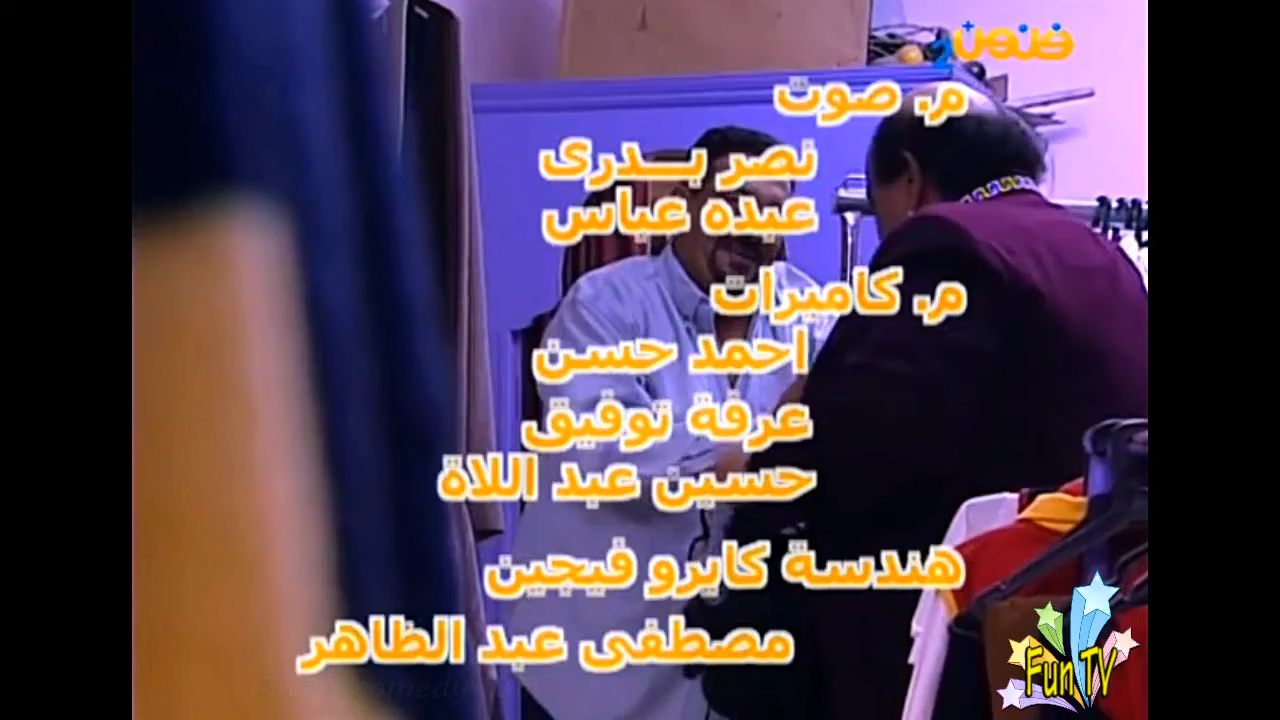 فنون
2+
م. صوت
نصر بـــدرى
عبده عباس
م. كاميرات
احمد حسن
عرفة توفيق
حسين عبد اللاة
هندسة كايرو فيجين
مصطفى عبد الظاهر
Fun TV